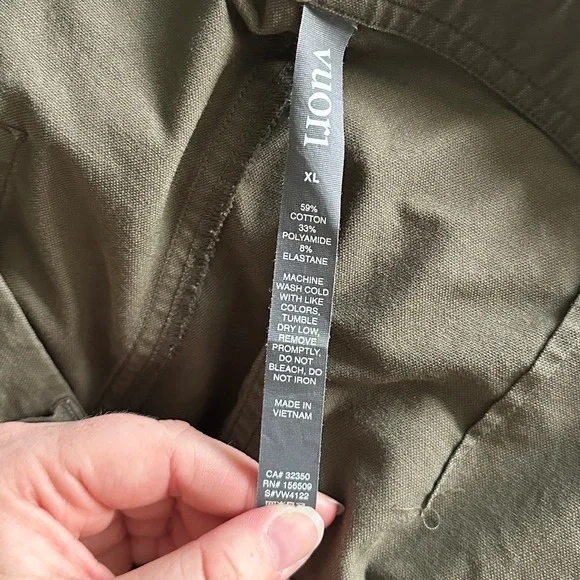 vuori
XL
59%
COTTON
33%
POLYAMIDE
8%
ELASTANE
MACHINE
WASH COLD
WITH LIKE
COLORS,
TUMBLE
DRY LOW,
REMOVE
PROMPTLY,
DO NOT
BLEACH, DO
NOT IRON
MADE IN
VIETNAM
CA# 32350
RN# 156509
S#VW4122